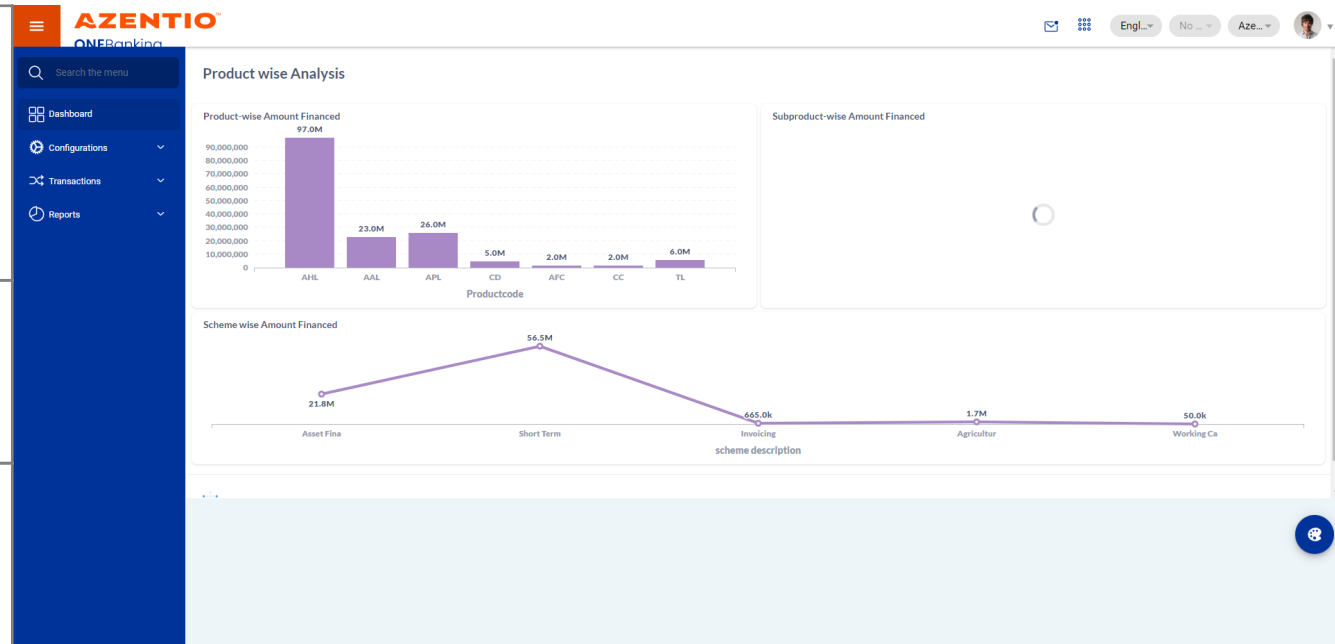 AZENTIO
ONEBanking
Engl...
No ...
Aze...
Search the menu
Dashboard
Configurations
Transactions
Reports
Product wise Analysis
Product-wise Amount Financed
97.0M
90,000,000
80,000,000
70,000,000
60,000,000
50,000,000
40,000,000
30,000,000
20,000,000
10,000,000
0
23.0M
26.0M
5.0M
2.0M
2.0M
6.0M
AHL AAL APL CD AFC CC TL
Productcode
Subproduct-wise Amount Financed
Scheme wise Amount Financed
56.5M
21.8M
665.0k
1.7M
50.0k
Asset Fina Short Term Invoicing Agricultur Working Ca
scheme description